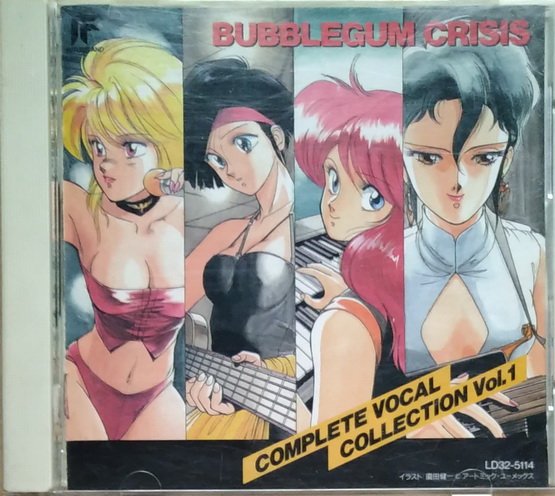 BUBBLEGUM CRISIS
COMPLETE VOCAL
COLLECTION Vol.1
LD32-5114
イラスト 園田健一 © アートミック・ユーメックス